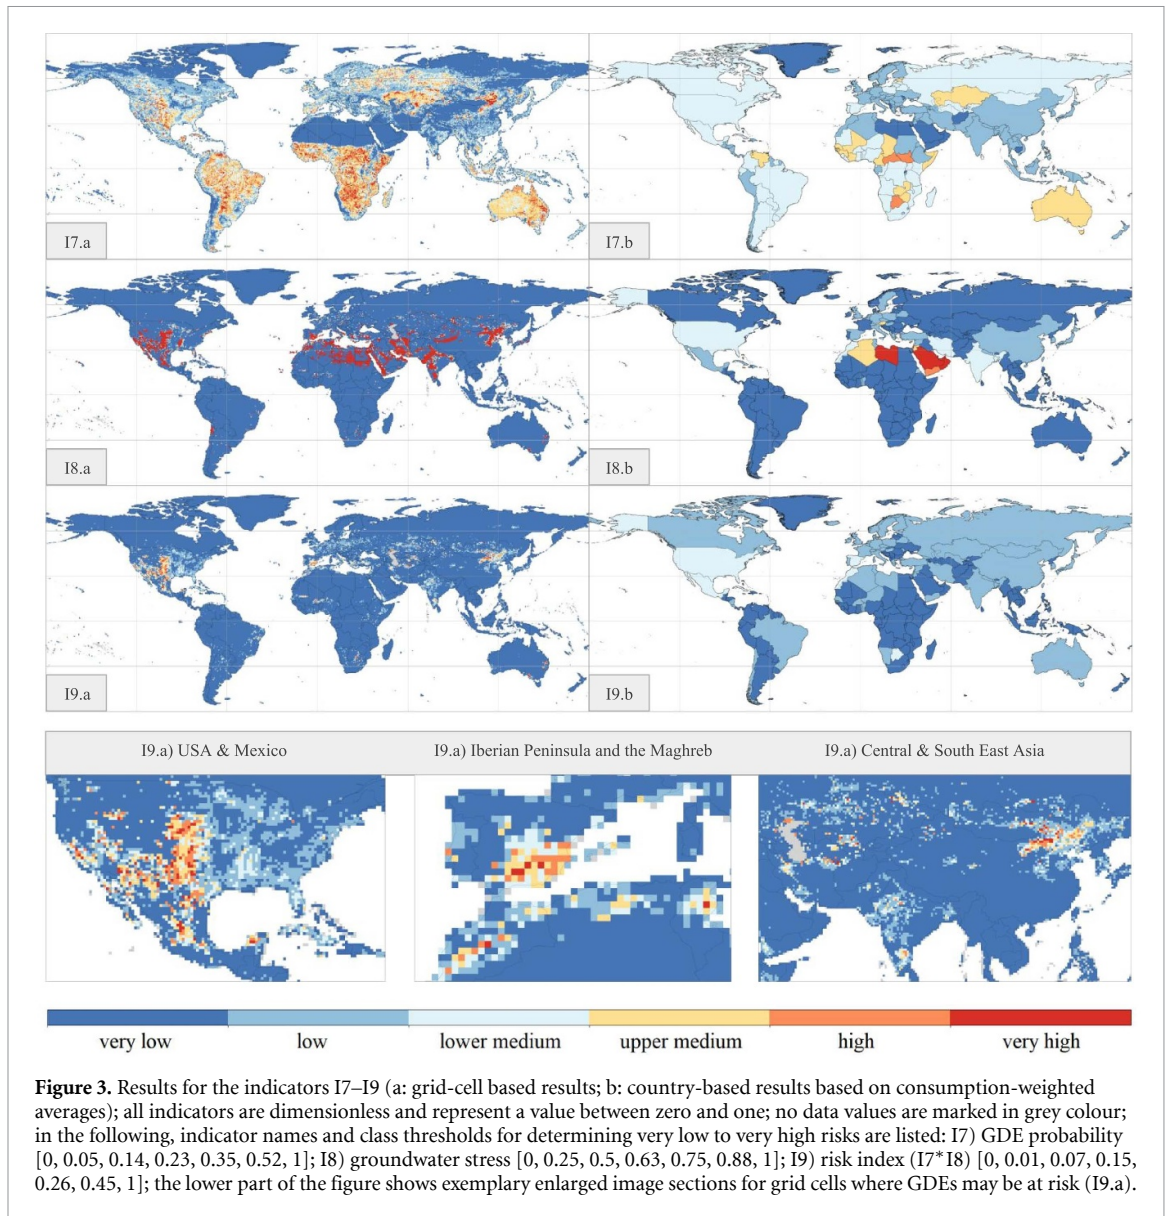 I7.a
I7.b
I8.a
I8.b
I9.a
I9.b
I9.a) USA & Mexico
I9.a) Iberian Peninsula and the Maghreb
I9.a) Central & South East Asia
very low
low
lower medium
upper medium
high
very high
Figure 3. Results for the indicators I7–I9 (a: grid-cell based results; b: country-based results based on consumption-weighted
averages); all indicators are dimensionless and represent a value between zero and one; no data values are marked in grey colour;
in the following, indicator names and class thresholds for determining very low to very high risks are listed: I7) GDE probability
[0, 0.05, 0.14, 0.23, 0.35, 0.52, 1]; I8) groundwater stress [0, 0.25, 0.5, 0.63, 0.75, 0.88, 1]; I9) risk index (I7*I8) [0, 0.01, 0.07, 0.15,
0.26, 0.45, 1]; the lower part of the figure shows exemplary enlarged image sections for grid cells where GDEs may be at risk (I9.a).